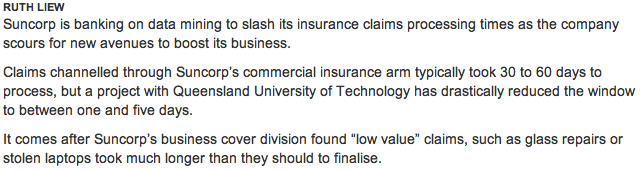 RUTH LIEW
Suncorp is banking on data mining to slash its insurance claims processing times as the company
scours for new avenues to boost its business.
Claims channelled through Suncorp's commercial insurance arm typically took 30 to 60 days to
process, but a project with Queensland University of Technology has drastically reduced the window
to between one and five days.
It comes after Suncorp's business cover division found “low value” claims, such as glass repairs or
stolen laptops took much longer than they should to finalise.